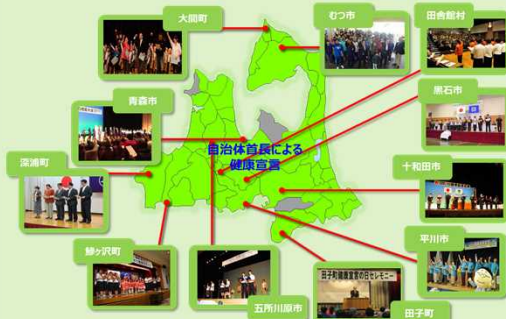 大間町
むつ市
田舎館村
青森市
黒石市
自治体首長による
健康宣言
深浦町
十和田市
平川市
鰺ヶ沢町
五所川原市
田子町健康宣言の日セレモニー
田子町